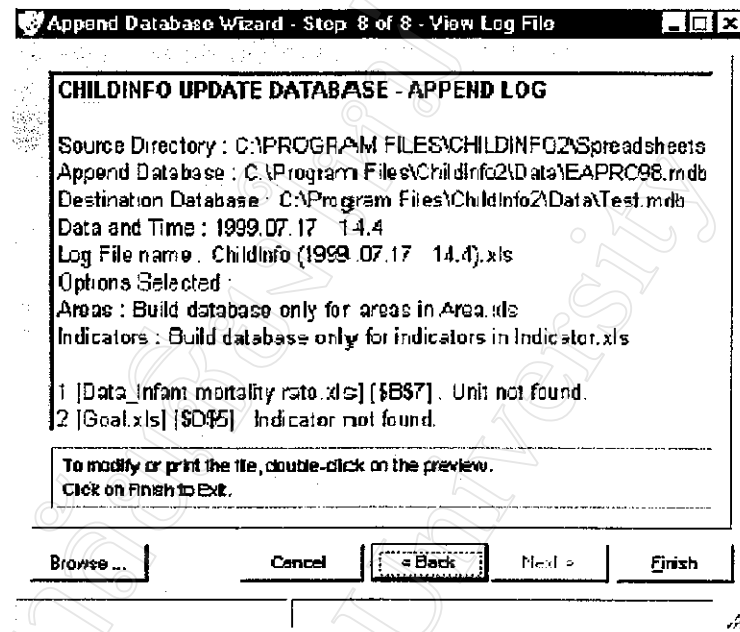 Append Database Wizard - Step 8 of 8 - View Log File
CHILDINFO UPDATE DATABASE - APPEND LOG
Source Directory : C:\PROGRAM FILES\CHILDINFO2\Spreadsheets
Append Database : C:\Program Files\ChildInfo2\Data\EAPRC98.mdb
Destination Database : C:\Program Files\ChildInfo2\Data\Test.mdb
Data and Time : 1999.07.17 14.4
Log File name : ChildInfo (1999.07.17 14.4).xls
Options Selected :
Areas : Build database only for areas in Area.xls
Indicators : Build database only for indicators in Indicator.xls
1 [Data_Infant mortality rate.xls] [$B$7] . Unit not found.
2 [Goal.xls] [$D$5] Indicator not found.
To modify or print the file, double-click on the preview.
Click on Finish to Exit.
Browse ... Cancel < Back Next > Finish
University